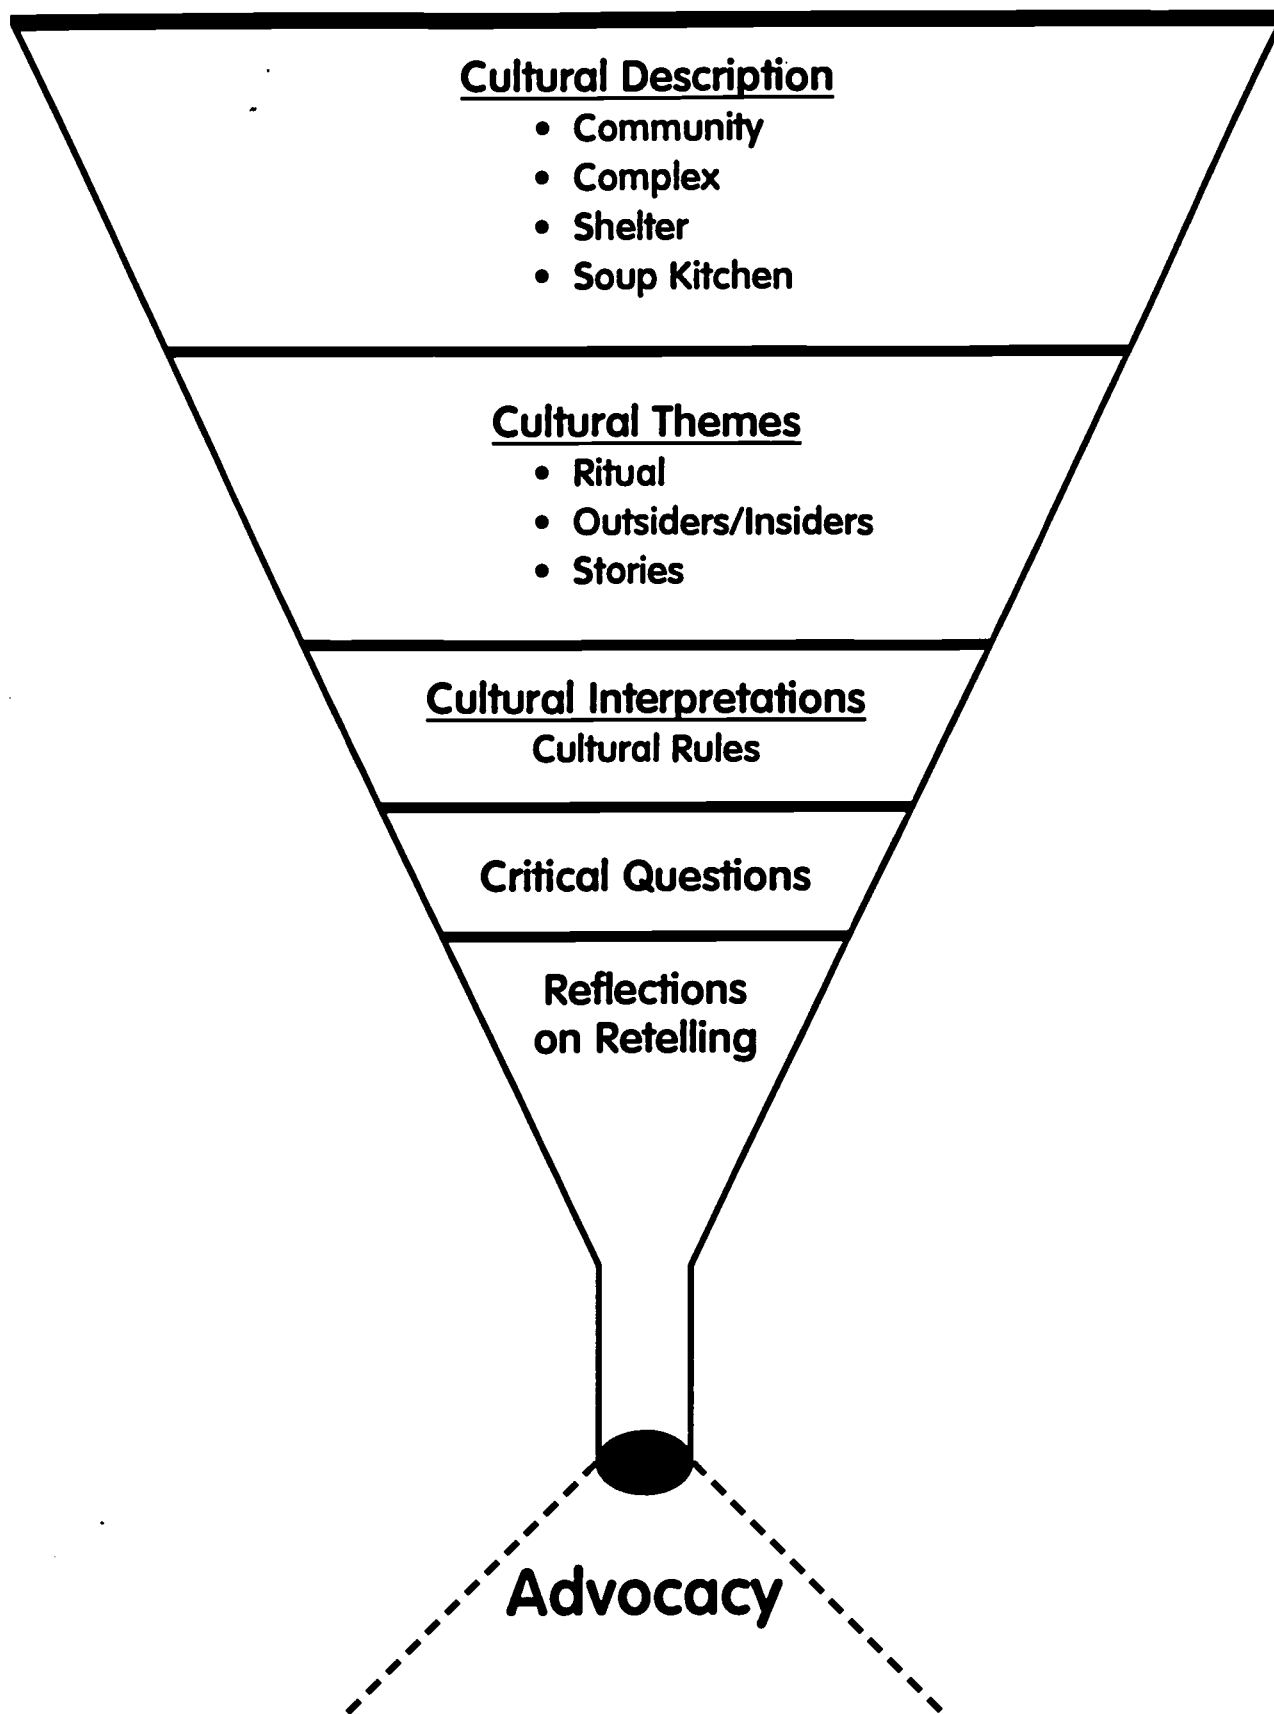 Cultural Description
• Community
• Complex
• Shelter
• Soup Kitchen
Cultural Themes
• Ritual
• Outsiders/Insiders
• Stories
Cultural Interpretations
Cultural Rules
Critical Questions
Reflections
on Retelling
Advocacy